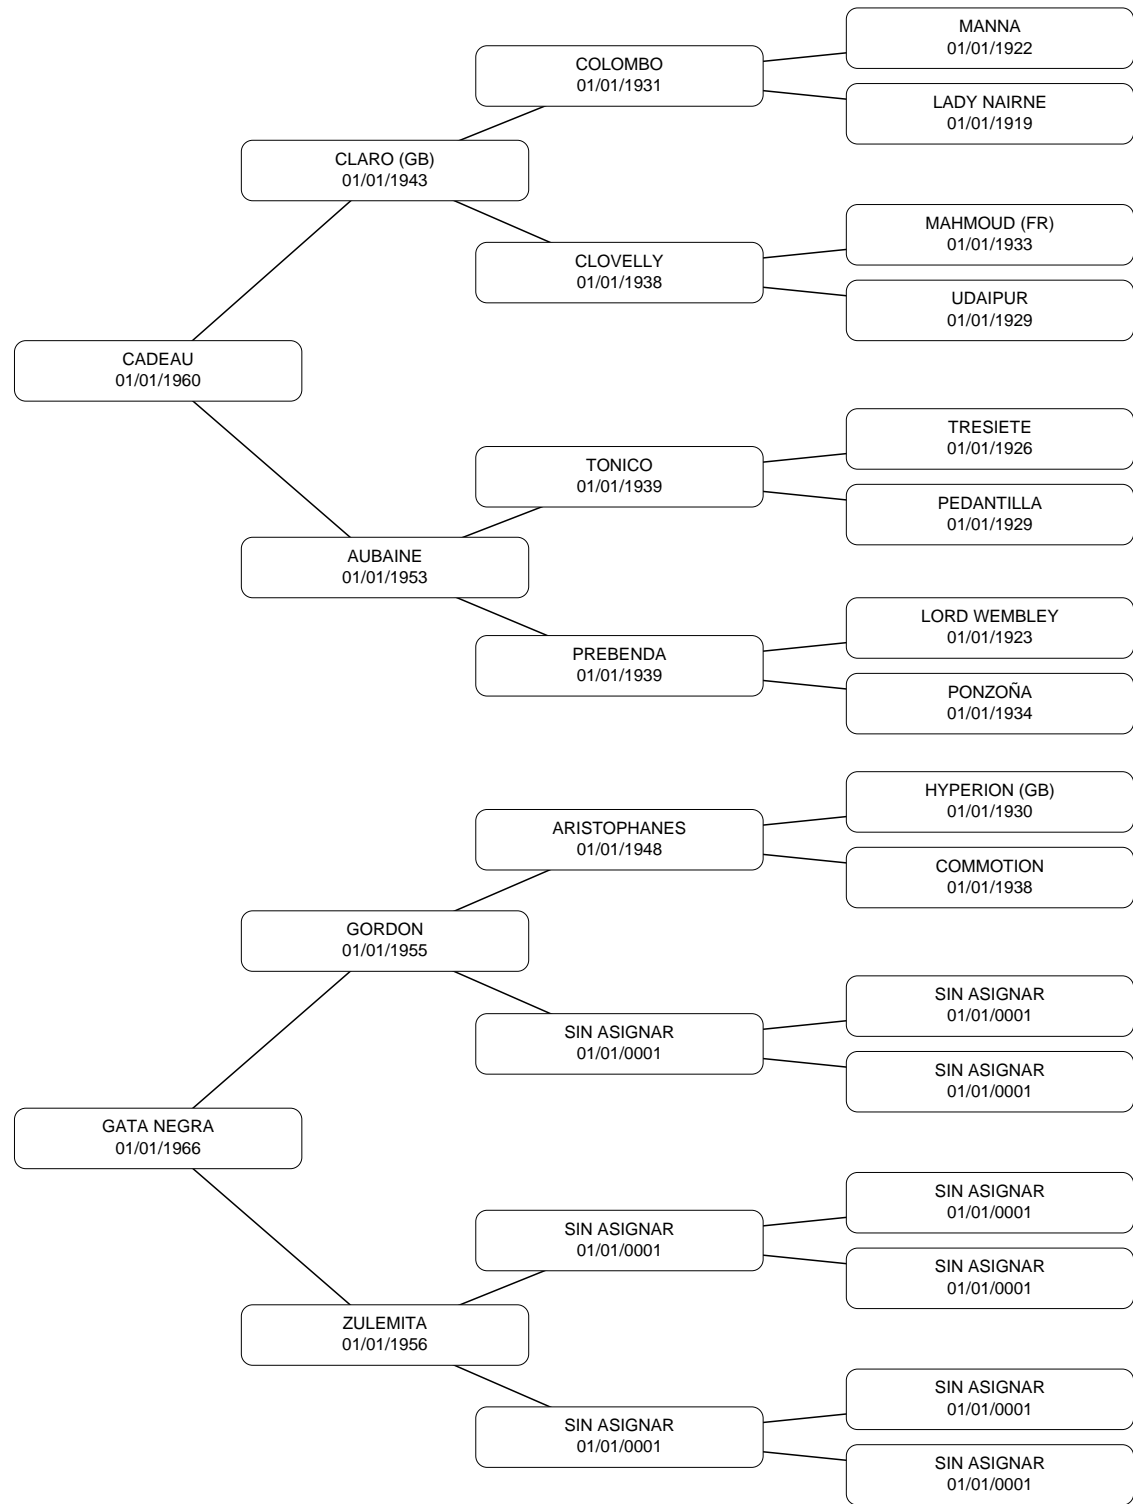 MANNA
01/01/1922
COLOMBO
01/01/1931
LADY NAIRNE
01/01/1919
CLARO (GB)
01/01/1943
MAHMOUD (FR)
01/01/1933
CLOVELLY
01/01/1938
UDAIPUR
01/01/1929
CADEAU
01/01/1960
TRESIETE
01/01/1926
TONICO
01/01/1939
PEDANTILLA
01/01/1929
AUBAINE
01/01/1953
LORD WEMBLEY
01/01/1923
PREBENDA
01/01/1939
PONZOÑA
01/01/1934
HYPERION (GB)
01/01/1930
ARISTOPHANES
01/01/1948
COMMOTION
01/01/1938
GORDON
01/01/1955
SIN ASIGNAR
01/01/0001
SIN ASIGNAR
01/01/0001
SIN ASIGNAR
01/01/0001
GATA NEGRA
01/01/1966
SIN ASIGNAR
01/01/0001
SIN ASIGNAR
01/01/0001
SIN ASIGNAR
01/01/0001
ZULEMITA
01/01/1956
SIN ASIGNAR
01/01/0001
SIN ASIGNAR
01/01/0001
SIN ASIGNAR
01/01/0001